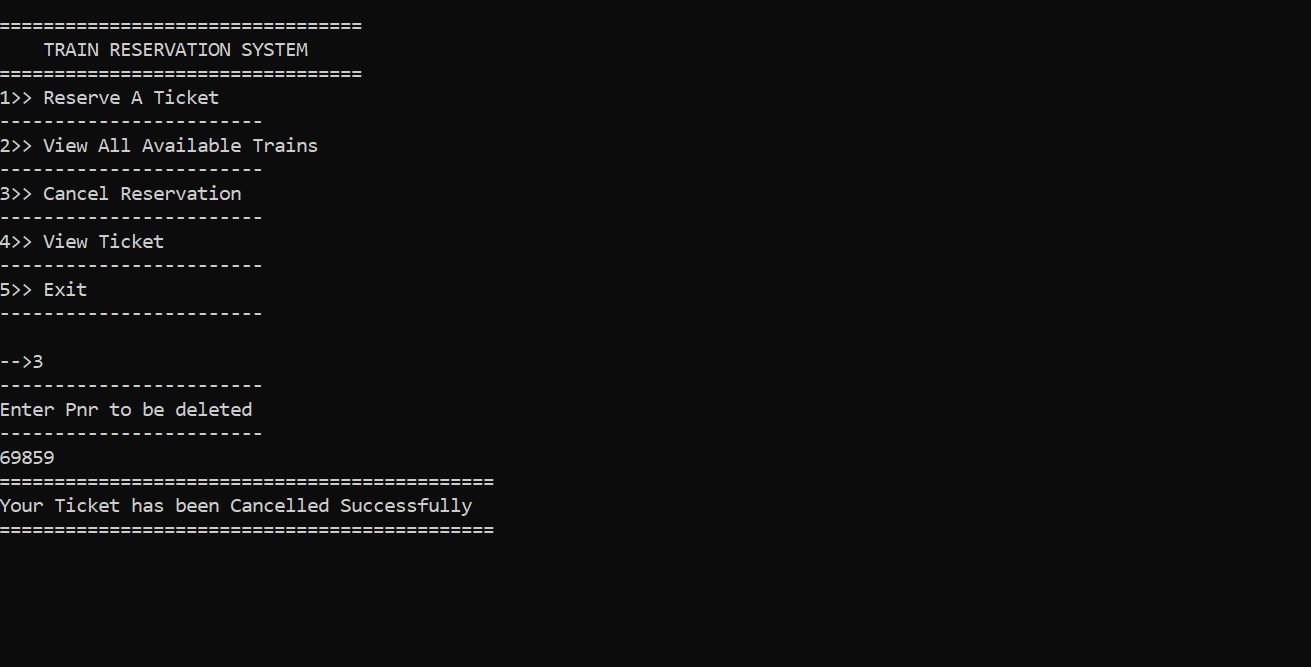 =================================
    TRAIN RESERVATION SYSTEM
=================================
1>> Reserve A Ticket
------------------------
2>> View All Available Trains
------------------------
3>> Cancel Reservation
------------------------
4>> View Ticket
------------------------
5>> Exit
------------------------

-->3
------------------------
Enter Pnr to be deleted
------------------------
69859
=============================================
Your Ticket has been Cancelled Successfully
=============================================